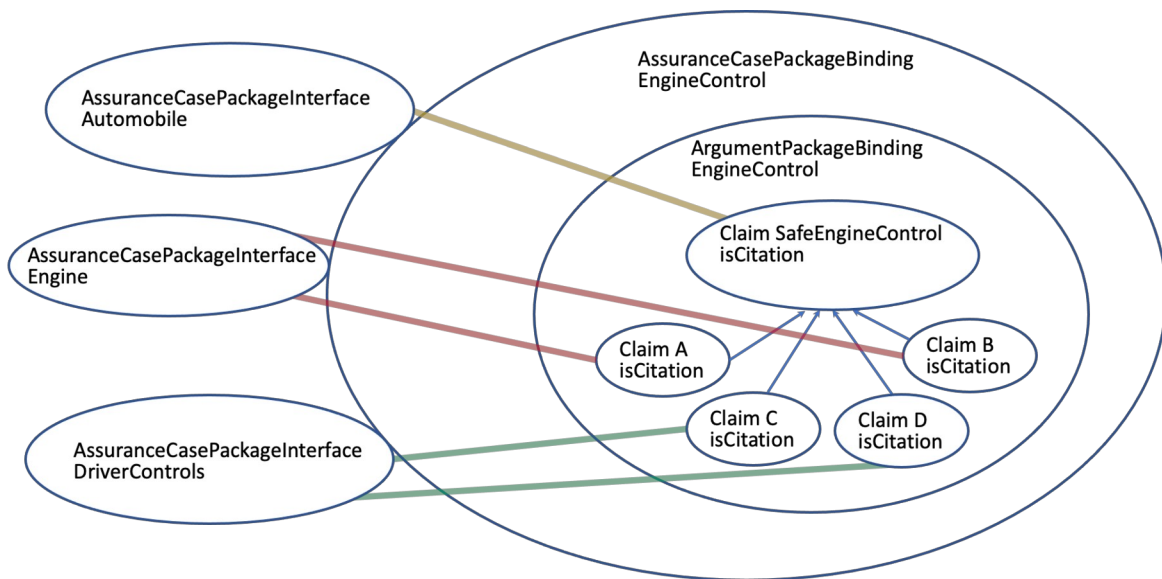 AssuranceCasePackageInterface
Automobile
AssuranceCasePackageInterface
Engine
AssuranceCasePackageInterface
DriverControls
AssuranceCasePackageBinding
EngineControl
ArgumentPackageBinding
EngineControl
Claim SafeEngineControl
isCitation
Claim A
isCitation
Claim B
isCitation
Claim C
isCitation
Claim D
isCitation